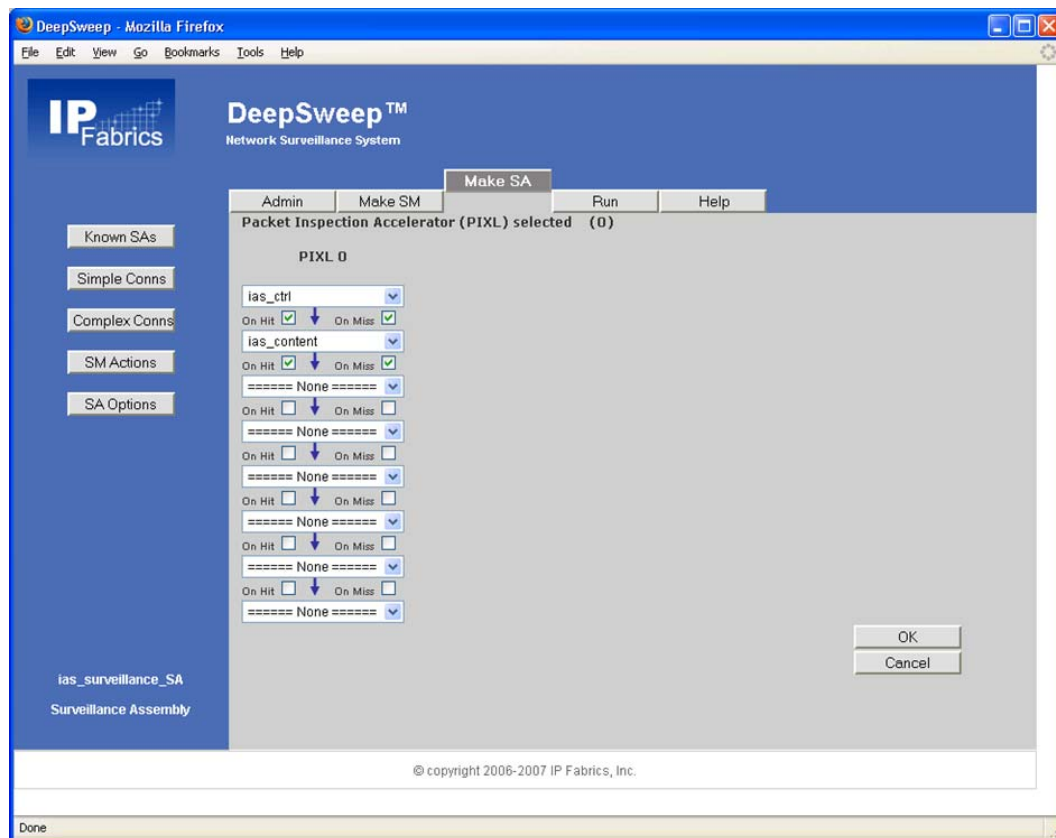 DeepSweep - Mozilla Firefox
File Edit View Go Bookmarks Tools Help
IP Fabrics
DeepSweep™
Network Surveillance System
Make SA
Admin Make SM Run Help
Packet Inspection Accelerator (PIXL) selected (0)
Known SAs
PIXL 0
Simple Conns
ias_ctrl
On Hit On Miss
Complex Conns
ias_content
On Hit On Miss
SM Actions
====== None ======
On Hit On Miss
SA Options
====== None ======
On Hit On Miss
====== None ======
On Hit On Miss
====== None ======
On Hit On Miss
====== None ======
On Hit On Miss
====== None ======
OK
Cancel
ias_surveillance_SA
Surveillance Assembly
© copyright 2006-2007 IP Fabrics, Inc.
Done